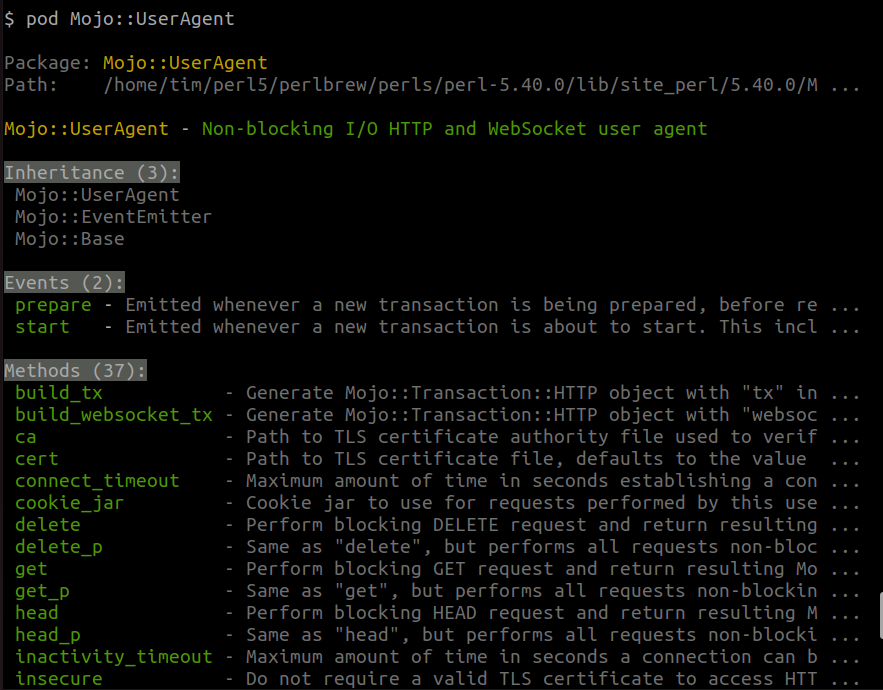 $ pod Mojo::UserAgent
Package: Mojo::UserAgent
Path:    /home/tim/perl5/perlbrew/perls/perl-5.40.0/lib/site_perl/5.40.0/M ...
Mojo::UserAgent - Non-blocking I/O HTTP and WebSocket user agent
Inheritance (3):
 Mojo::UserAgent
 Mojo::EventEmitter
 Mojo::Base
Events (2):
 prepare - Emitted whenever a new transaction is being prepared, before re ...
 start   - Emitted whenever a new transaction is about to start. This incl ...
Methods (37):
 build_tx           - Generate Mojo::Transaction::HTTP object with "tx" in ...
 build_websocket_tx - Generate Mojo::Transaction::HTTP object with "websoc ...
 ca                 - Path to TLS certificate authority file used to verif ...
 cert               - Path to TLS certificate file, defaults to the value  ...
 connect_timeout    - Maximum amount of time in seconds establishing a con ...
 cookie_jar         - Cookie jar to use for requests performed by this use ...
 delete             - Perform blocking DELETE request and return resulting ...
 delete_p           - Same as "delete", but performs all requests non-bloc ...
 get                - Perform blocking GET request and return resulting Mo ...
 get_p              - Same as "get", but performs all requests non-blockin ...
 head               - Perform blocking HEAD request and return resulting M ...
 head_p             - Same as "head", but performs all requests non-blocki ...
 inactivity_timeout - Maximum amount of time in seconds a connection can b ...
 insecure           - Do not require a valid TLS certificate to access HTT ...